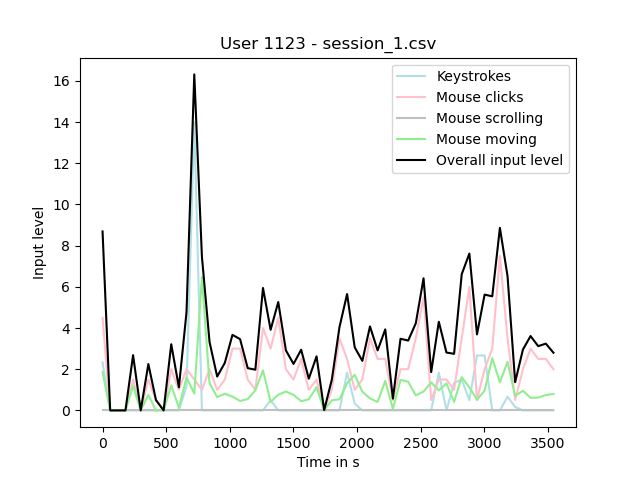 User 1123 - session_1.csv
Keystrokes
Mouse clicks
Mouse scrolling
Mouse moving
Overall input level
16
14
12
10
8
6
4
2
0
Input level
0 500 1000 1500 2000 2500 3000 3500
Time in s